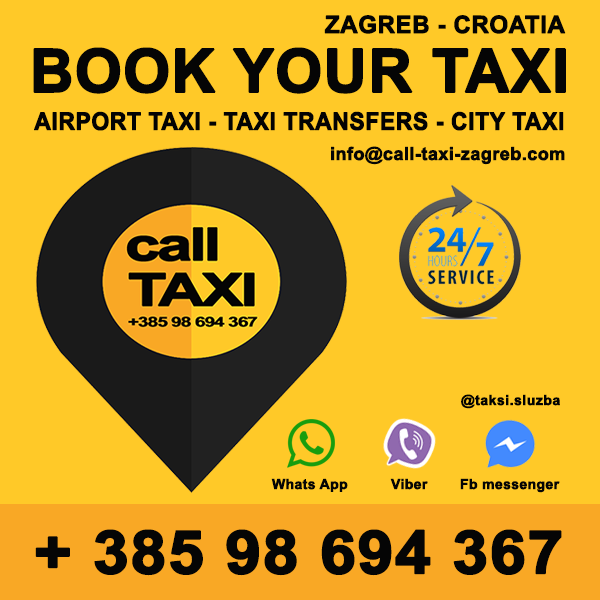 ZAGREB - CROATIA
BOOK YOUR TAXI
AIRPORT TAXI - TAXI TRANSFERS - CITY TAXI
info@call-taxi-zagreb.com
call
TAXI
+385 98 694 367
24/7
HOURS
SERVICE
@taksi.sluzba
Whats App
Viber
Fb messenger
+ 385 98 694 367